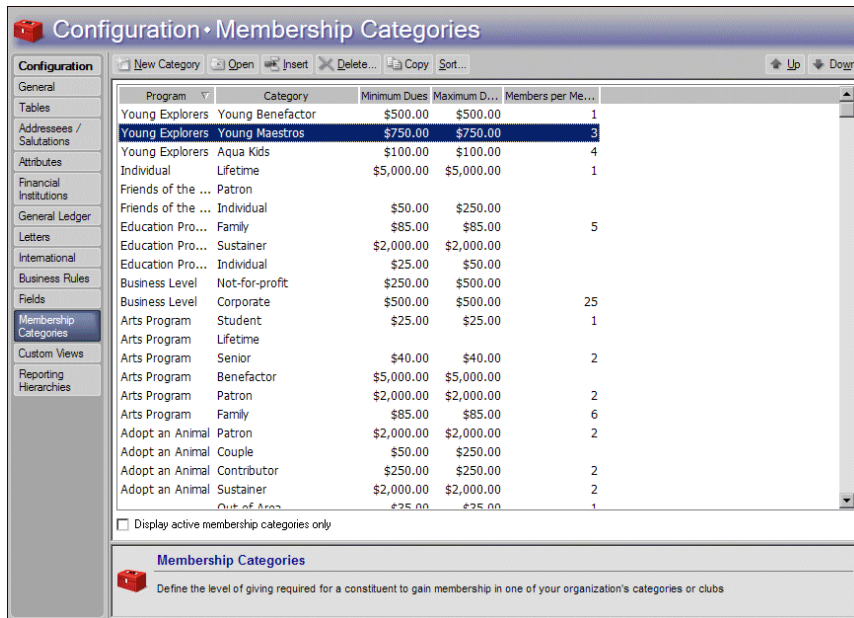 Configuration • Membership Categories
Configuration
General
Tables
Addressees /
Salutations
Attributes
Financial
Institutions
General Ledger
Letters
International
Business Rules
Fields
Membership
Categories
Custom Views
Reporting
Hierarchies
New Category Open Insert Delete... Copy Sort... Up Down
Program Category Minimum Dues Maximum D... Members per Me...
Young Explorers Young Benefactor $500.00 $500.00 1
Young Explorers Young Maestros $750.00 $750.00 3
Young Explorers Aqua Kids $100.00 $100.00 4
Individual Lifetime $5,000.00 $5,000.00 1
Friends of the ... Patron
Friends of the ... Individual $50.00 $250.00
Education Pro... Family $85.00 $85.00 5
Education Pro... Sustainer $2,000.00 $2,000.00
Education Pro... Individual $25.00 $50.00
Business Level Not-for-profit $250.00 $500.00
Business Level Corporate $500.00 $500.00 25
Arts Program Student $25.00 $25.00 1
Arts Program Lifetime
Arts Program Senior $40.00 $40.00 2
Arts Program Benefactor $5,000.00 $5,000.00
Arts Program Patron $2,000.00 $2,000.00 2
Arts Program Family $85.00 $85.00 6
Adopt an Animal Patron $2,000.00 $2,000.00 2
Adopt an Animal Couple $50.00 $250.00
Adopt an Animal Contributor $250.00 $250.00 2
Adopt an Animal Sustainer $2,000.00 $2,000.00 2
Out of Area $25.00 $25.00 1
Display active membership categories only
Membership Categories
Define the level of giving required for a constituent to gain membership in one of your organization's categories or clubs